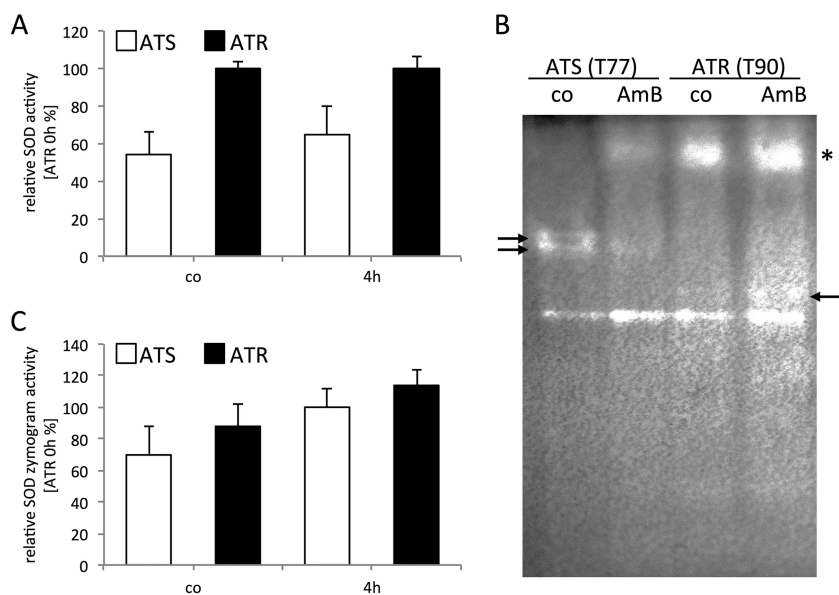 A
ATS ATR
relative SOD activity
[ATR 0h %]
120
100
80
60
40
20
0
co 4h
B
ATS (T77) ATR (T90)
co AmB co AmB
*
C
ATS ATR
relative SOD zymogram activity
[ATR 0h %]
140
120
100
80
60
40
20
0
co 4h